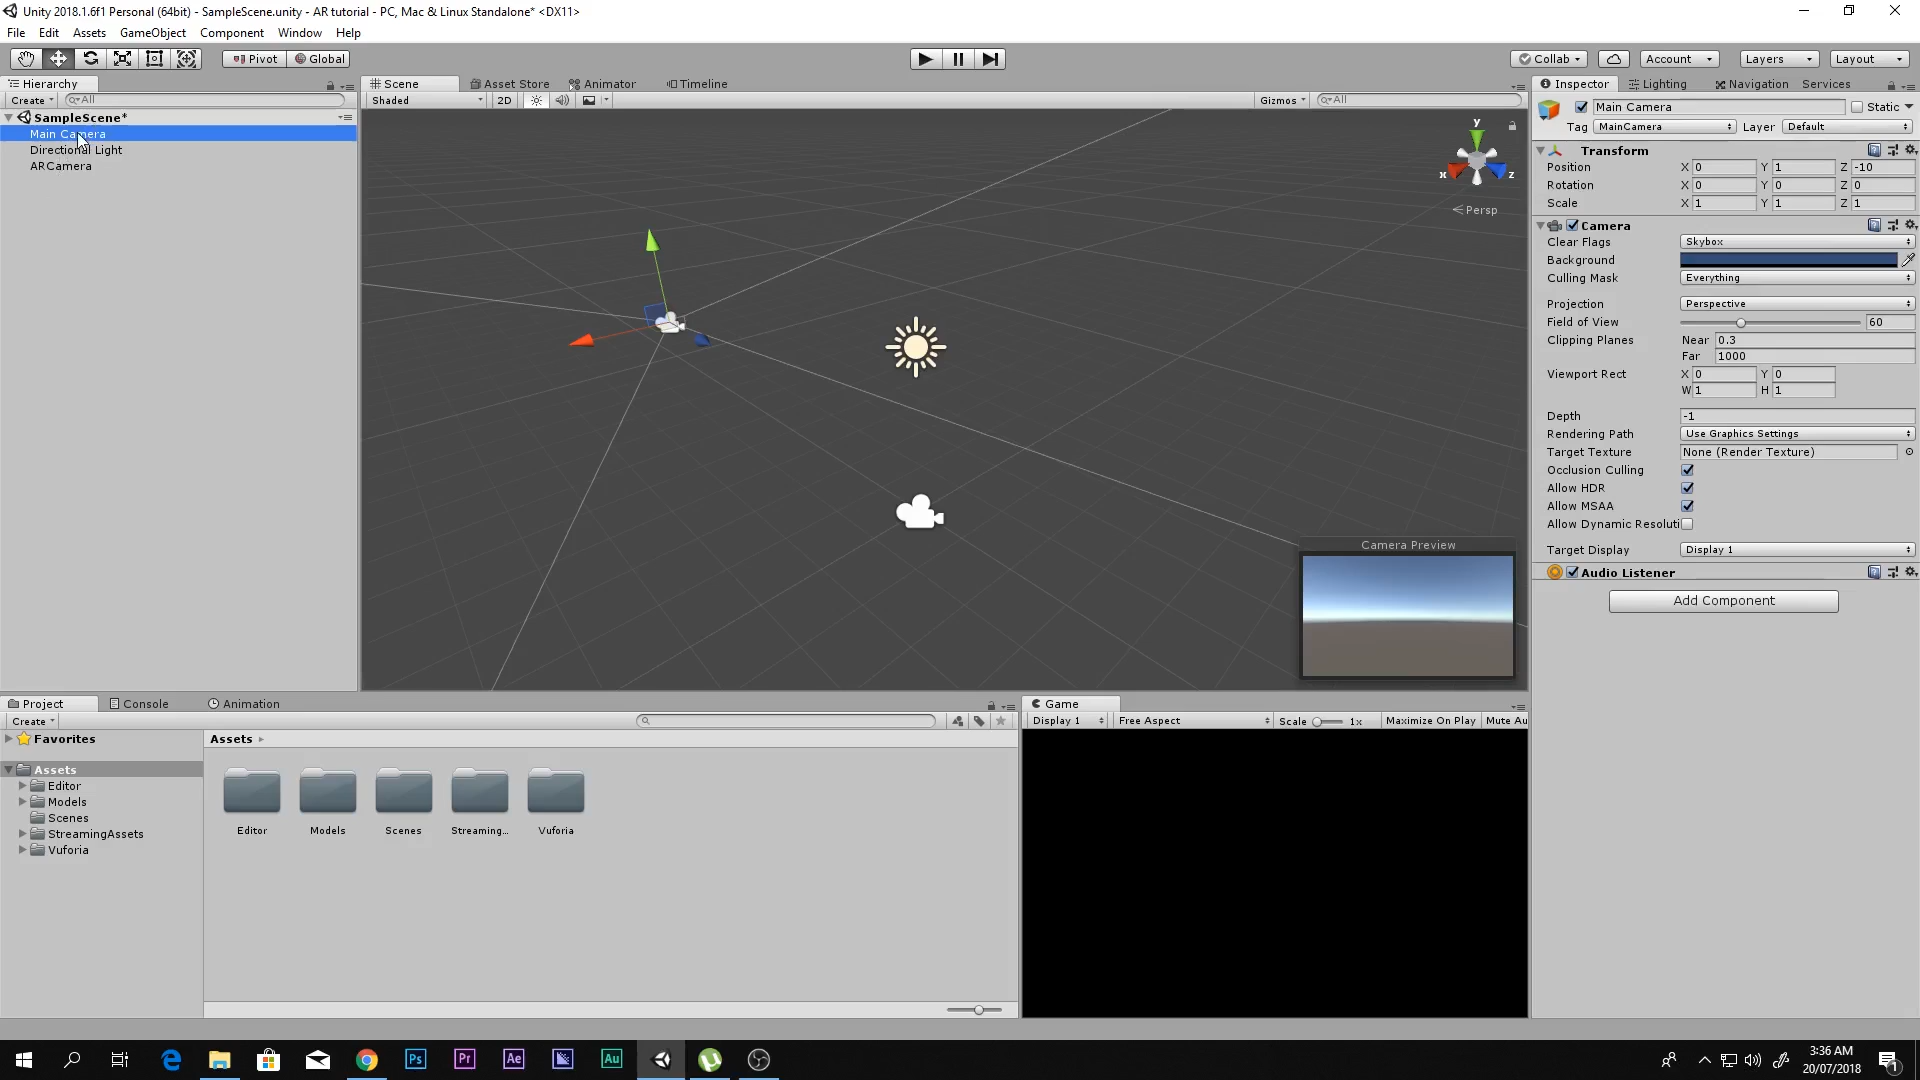 Unity 2018.1.6f1 Personal (64bit) - SampleScene.unity - AR tutorial - PC, Mac & Linux Standalone* <DX11>
File Edit Assets GameObject Component Window Help
Pivot Global Collab Account Layers Layout
Hierarchy
Create All
SampleScene*
Main Camera
Directional Light
ARCamera
Scene Asset Store Animator Timeline
Shaded 2D Gizmos All
y
x z
Persp
Camera Preview
Inspector Lighting Navigation Services
Main Camera Static
Tag MainCamera Layer Default
Transform
Position X 0 Y 1 Z -10
Rotation X 0 Y 0 Z 0
Scale X 1 Y 1 Z 1
Camera
Clear Flags Skybox
Background
Culling Mask Everything
Projection Perspective
Field of View 60
Clipping Planes Near 0.3
Far 1000
Viewport Rect X 0 Y 0
W 1 H 1
Depth -1
Rendering Path Use Graphics Settings
Target Texture None (Render Texture)
Occlusion Culling
Allow HDR
Allow MSAA
Allow Dynamic Resoluti
Target Display Display 1
Audio Listener
Add Component
Project Console Animation
Create
Favorites
Assets
Editor
Models
Scenes
StreamingAssets
Vuforia
Assets
Editor Models Scenes Streaming... Vuforia
Game
Display 1 Free Aspect Scale 1x Maximize On Play Mute Au
Ps Pr Ae Au
3:36 AM
20/07/2018
1